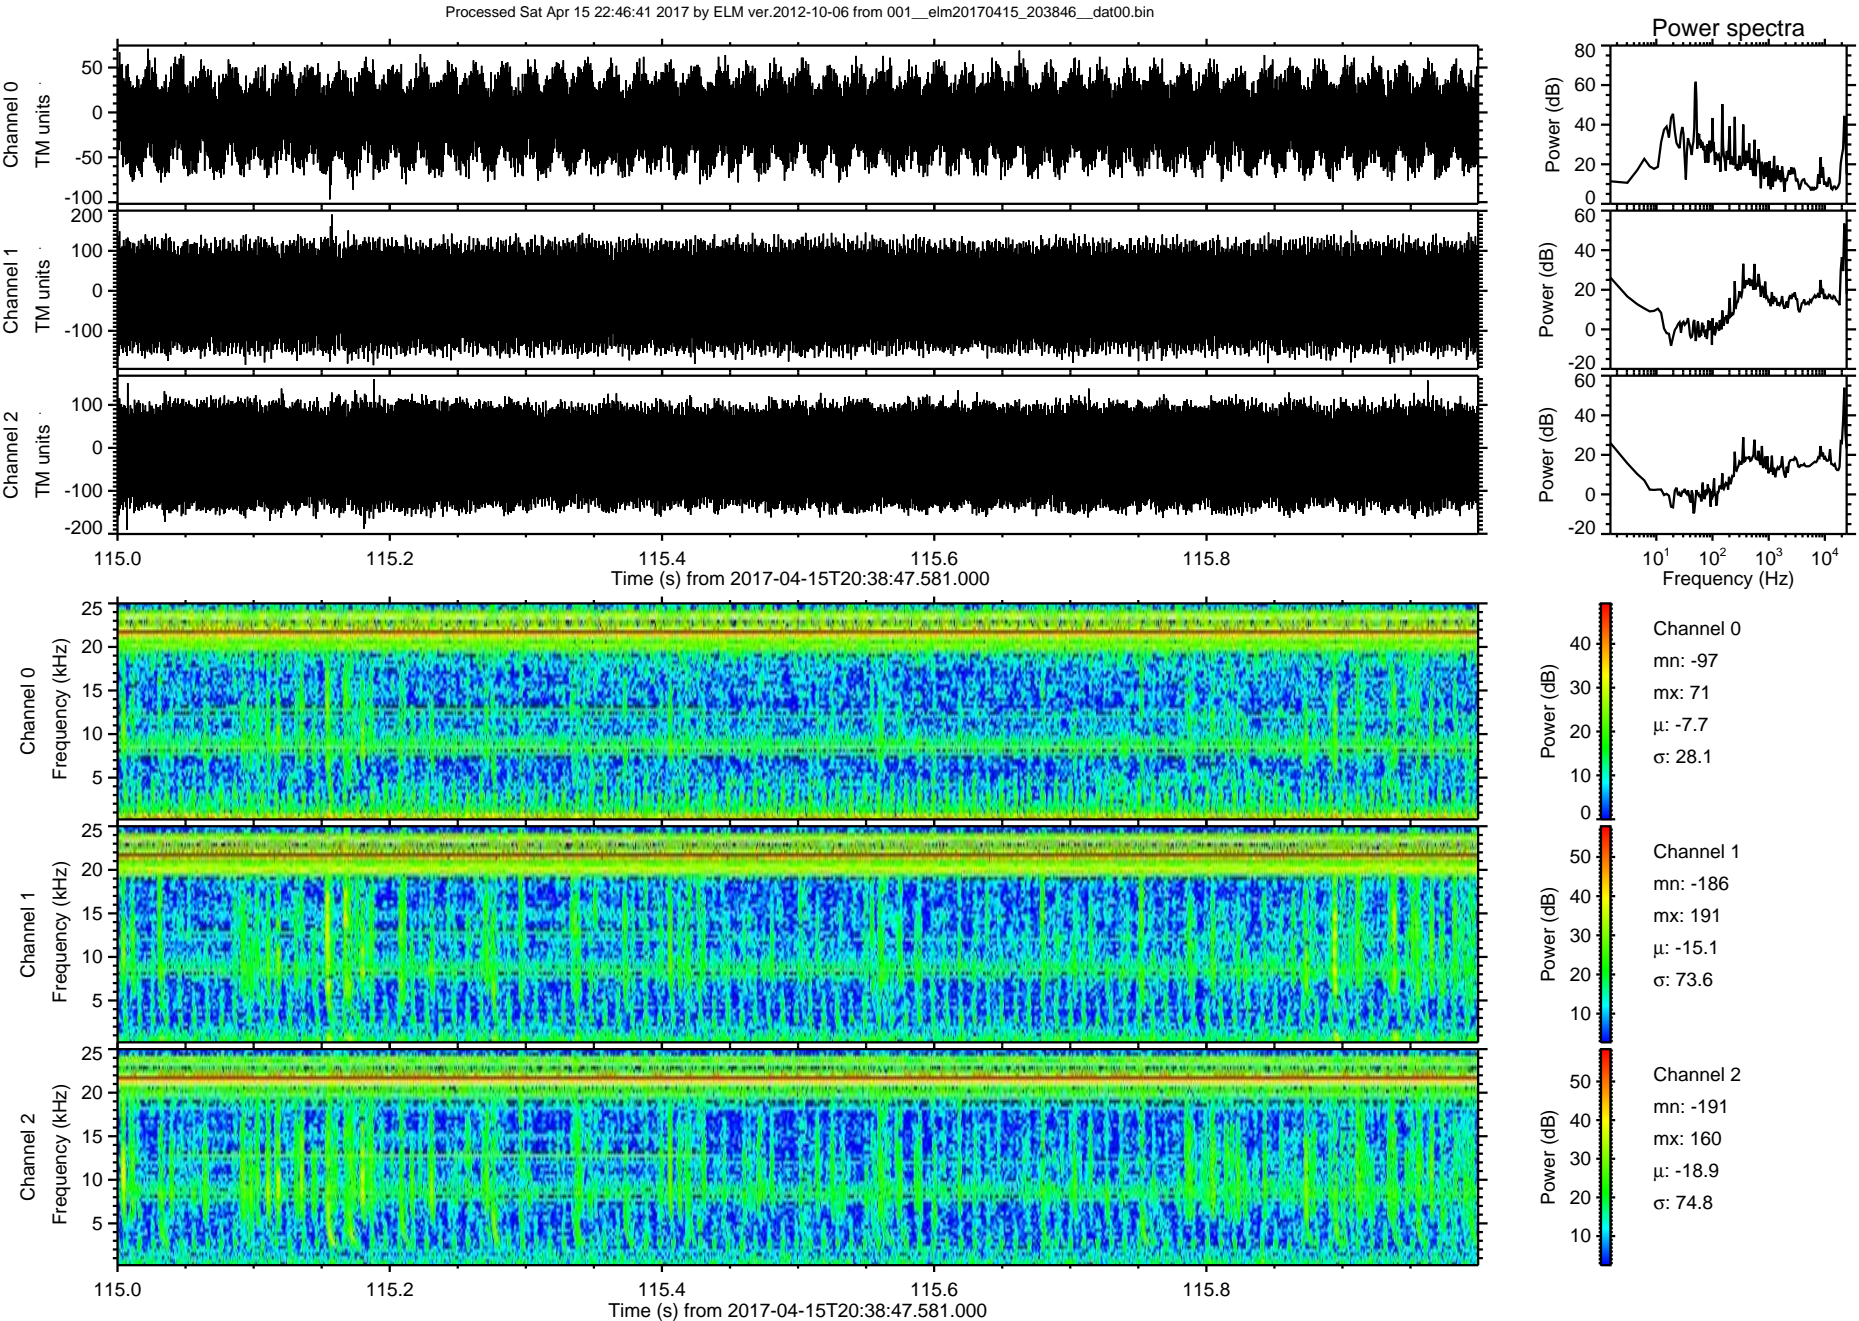 Processed Sat Apr 15 22:46:41 2017 by ELM ver.2012-10-06 from 001__elm20170415_203846__dat00.bin
Power spectra
Channel 0
TM units
50
0
-50
-100
Power (dB)
80
60
40
20
0
Channel 1
TM units
200
100
0
-100
Power (dB)
60
40
20
0
-20
Channel 2
TM units
100
0
-100
-200
Power (dB)
60
40
20
0
-20
115.0 115.2 115.4 115.6 115.8
Time (s) from 2017-04-15T20:38:47.581.000
10^1 10^2 10^3 10^4
Frequency (Hz)
Channel 0
Frequency (kHz)
25
20
15
10
5
Power (dB)
40
30
20
10
0
Channel 0
mn: -97
mx: 71
μ: -7.7
σ: 28.1
Channel 1
Frequency (kHz)
25
20
15
10
5
Power (dB)
50
40
30
20
10
Channel 1
mn: -186
mx: 191
μ: -15.1
σ: 73.6
Channel 2
Frequency (kHz)
25
20
15
10
5
Power (dB)
50
40
30
20
10
Channel 2
mn: -191
mx: 160
μ: -18.9
σ: 74.8
115.0 115.2 115.4 115.6 115.8
Time (s) from 2017-04-15T20:38:47.581.000